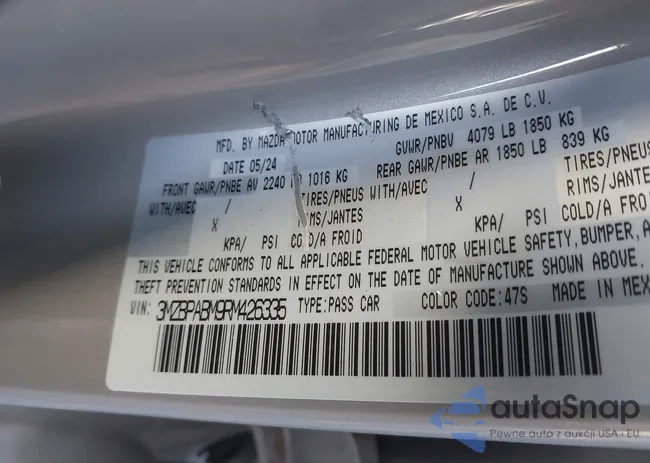 MFD. BY MAZDA MOTOR MANUFACTURING DE MEXICO S.A. DE C.V.
DATE 05/24 GVWR/PNBV 4079 LB 1850 KG
FRONT GAWR/PNBE AV 2240 LB 1016 KG REAR GAWR/PNBE AR 1850 LB 839 KG
WITH/AVEC / TIRES/PNEUS WITH/AVEC / TIRES/PNEUS
X RIMS/JANTES X RIMS/JANTES
KPA/ PSI COLD/A FROID KPA/ PSI COLD/A FROID
THIS VEHICLE CONFORMS TO ALL APPLICABLE FEDERAL MOTOR VEHICLE SAFETY, BUMPER, A
THEFT PREVENTION STANDARDS IN EFFECT ON THE DATE OF MANUFACTURE SHOWN ABOVE.
VIN: 3MZBPABM9RM426335 TYPE:PASS CAR COLOR CODE:47S MADE IN MEX
autaSnap
Pewne auto z aukcji USA i EU